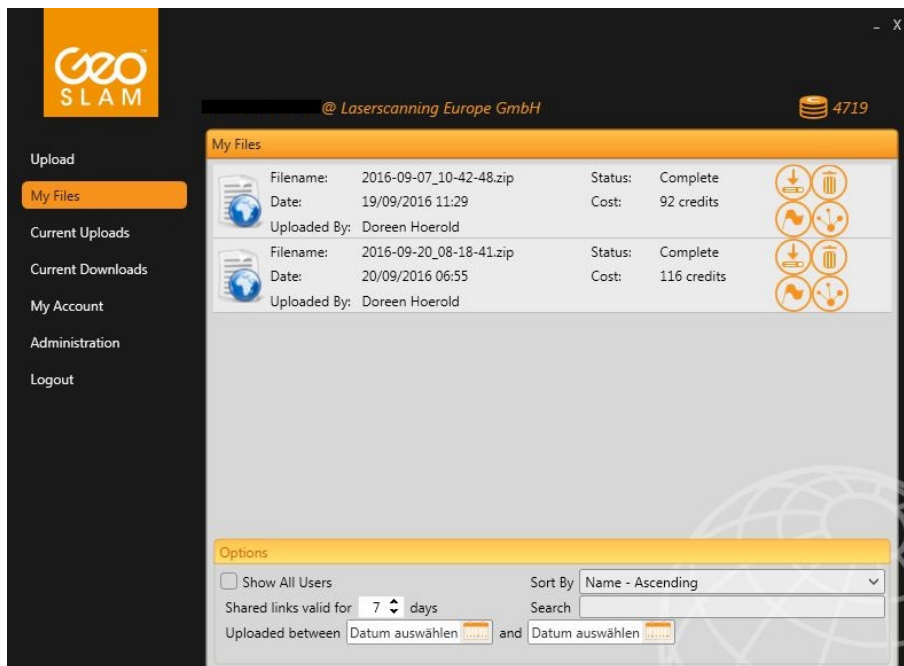 GEO™
SLAM
_ X
@ Laserscanning Europe GmbH
4719
Upload
My Files
Current Uploads
Current Downloads
My Account
Administration
Logout
My Files
Filename: 2016-09-07_10-42-48.zip Status: Complete
Date: 19/09/2016 11:29 Cost: 92 credits
Uploaded By: Doreen Hoerold
Filename: 2016-09-20_08-18-41.zip Status: Complete
Date: 20/09/2016 06:55 Cost: 116 credits
Uploaded By: Doreen Hoerold
Options
Show All Users Sort By Name - Ascending
Shared links valid for 7 days Search
Uploaded between Datum auswählen and Datum auswählen